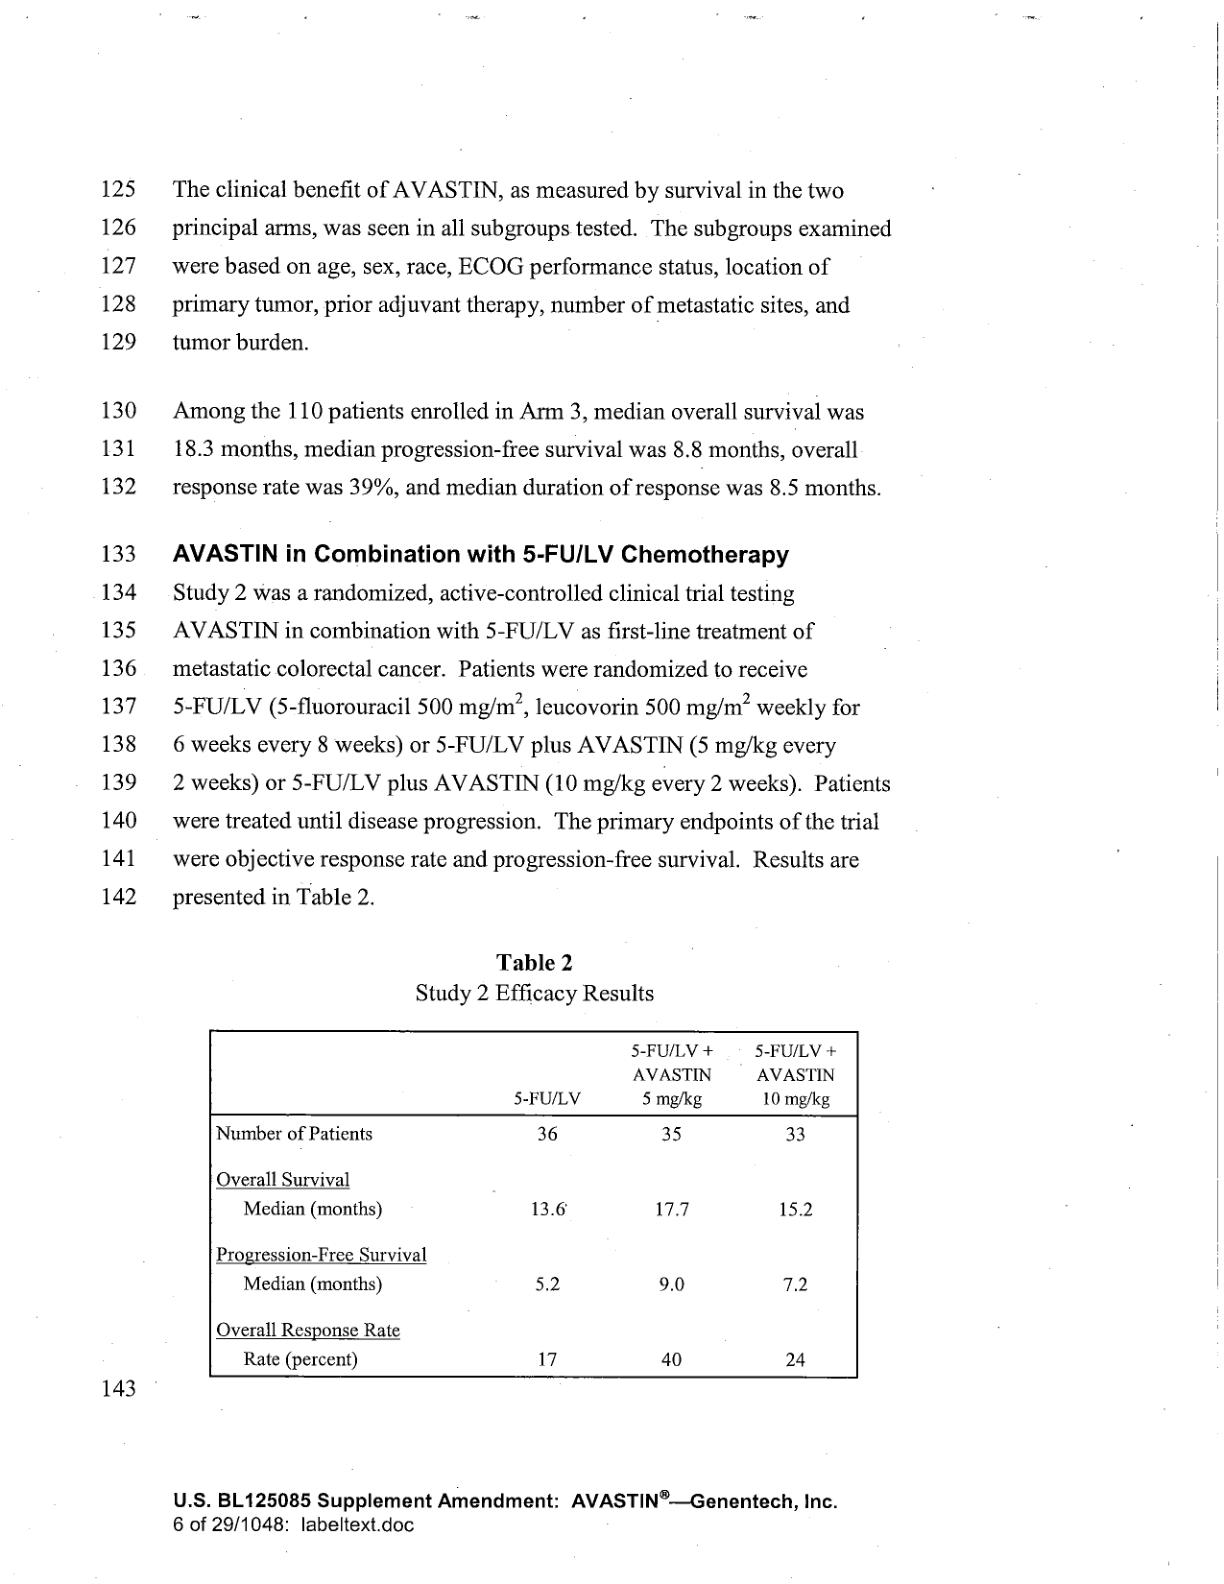 125 The clinical benefit of AVASTIN, as measured by survival in the two
126 principal arms, was seen in all subgroups tested. The subgroups examined
127 were based on age, sex, race, ECOG performance status, location of
128 primary tumor, prior adjuvant therapy, number of metastatic sites, and
129 tumor burden.
130 Among the 110 patients enrolled in Arm 3, median overall survival was
131 18.3 months, median progression-free survival was 8.8 months, overall
132 response rate was 39%, and median duration of response was 8.5 months.
133 AVASTIN in Combination with 5-FU/LV Chemotherapy
134 Study 2 was a randomized, active-controlled clinical trial testing
135 AVASTIN in combination with 5-FU/LV as first-line treatment of
136 metastatic colorectal cancer. Patients were randomized to receive
137 5-FU/LV (5-fluorouracil 500 mg/m², leucovorin 500 mg/m² weekly for
138 6 weeks every 8 weeks) or 5-FU/LV plus AVASTIN (5 mg/kg every
139 2 weeks) or 5-FU/LV plus AVASTIN (10 mg/kg every 2 weeks). Patients
140 were treated until disease progression. The primary endpoints of the trial
141 were objective response rate and progression-free survival. Results are
142 presented in Table 2.
Table 2
Study 2 Efficacy Results
5-FU/LV + 5-FU/LV +
AVASTIN AVASTIN
5-FU/LV 5 mg/kg 10 mg/kg
Number of Patients 36 35 33
Overall Survival
Median (months) 13.6 17.7 15.2
Progression-Free Survival
Median (months) 5.2 9.0 7.2
Overall Response Rate
Rate (percent) 17 40 24
143
U.S. BL125085 Supplement Amendment: AVASTIN®—Genentech, Inc.
6 of 29/1048: labeltext.doc